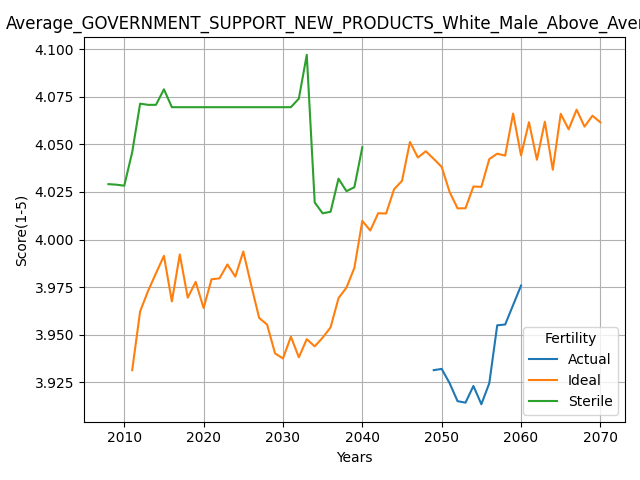 Average_GOVERNMENT_SUPPORT_NEW_PRODUCTS_White_Male_Above_Aver
4.100
4.075
4.050
4.025
4.000
3.975
3.950
3.925
Score(1-5)
2010 2020 2030 2040 2050 2060 2070
Years
Fertility
Actual
Ideal
Sterile